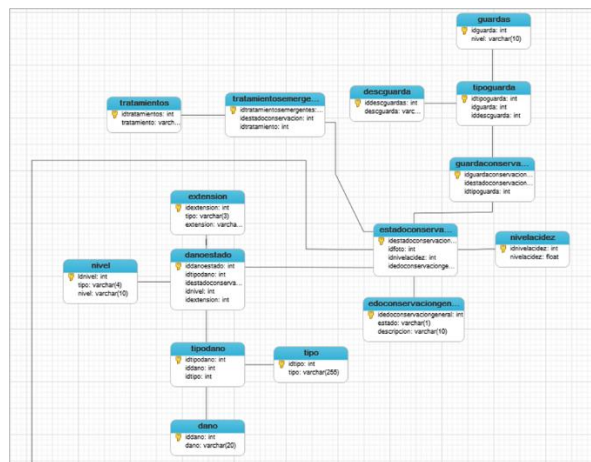 guardas
idguarda: int
nivel: varchar(10)
tratamientos
idtratamientos: int
tratamiento: varch...
tratamientosemerge...
idtratamientosemergentes:...
idestadoconservacion: int
idtratamiento: int
descguarda
iddescguardas: int
descguarda: varc...
tipoguarda
idtipoguarda: int
idguarda: int
iddescguarda: int
guardaconserva...
idguardaconservacion...
idestadoconservacion...
idtipoguarda: int
extension
idextension: int
tipo: varchar(3)
extension: varcha...
estadoconserva...
idestadoconservacion...
idfoto: int
idnivelacidez: int
idedoconservacionge...
nivelacidez
idnivelacidez: int
nivelacidez: float
nivel
idnivel: int
tipo: varchar(4)
nivel: varchar(10)
danoestado
iddanoestado: int
idtipodano: int
idestadoconserva...
idnivel: int
idextension: int
edoconservaciongen...
idedoconservaciongeneral: int
estado: varchar(1)
descripcion: varchar(10)
tipodano
idtipodano: int
iddano: int
idtipo: int
tipo
idtipo: int
tipo: varchar(256)
dano
iddano: int
dano: varchar(20)